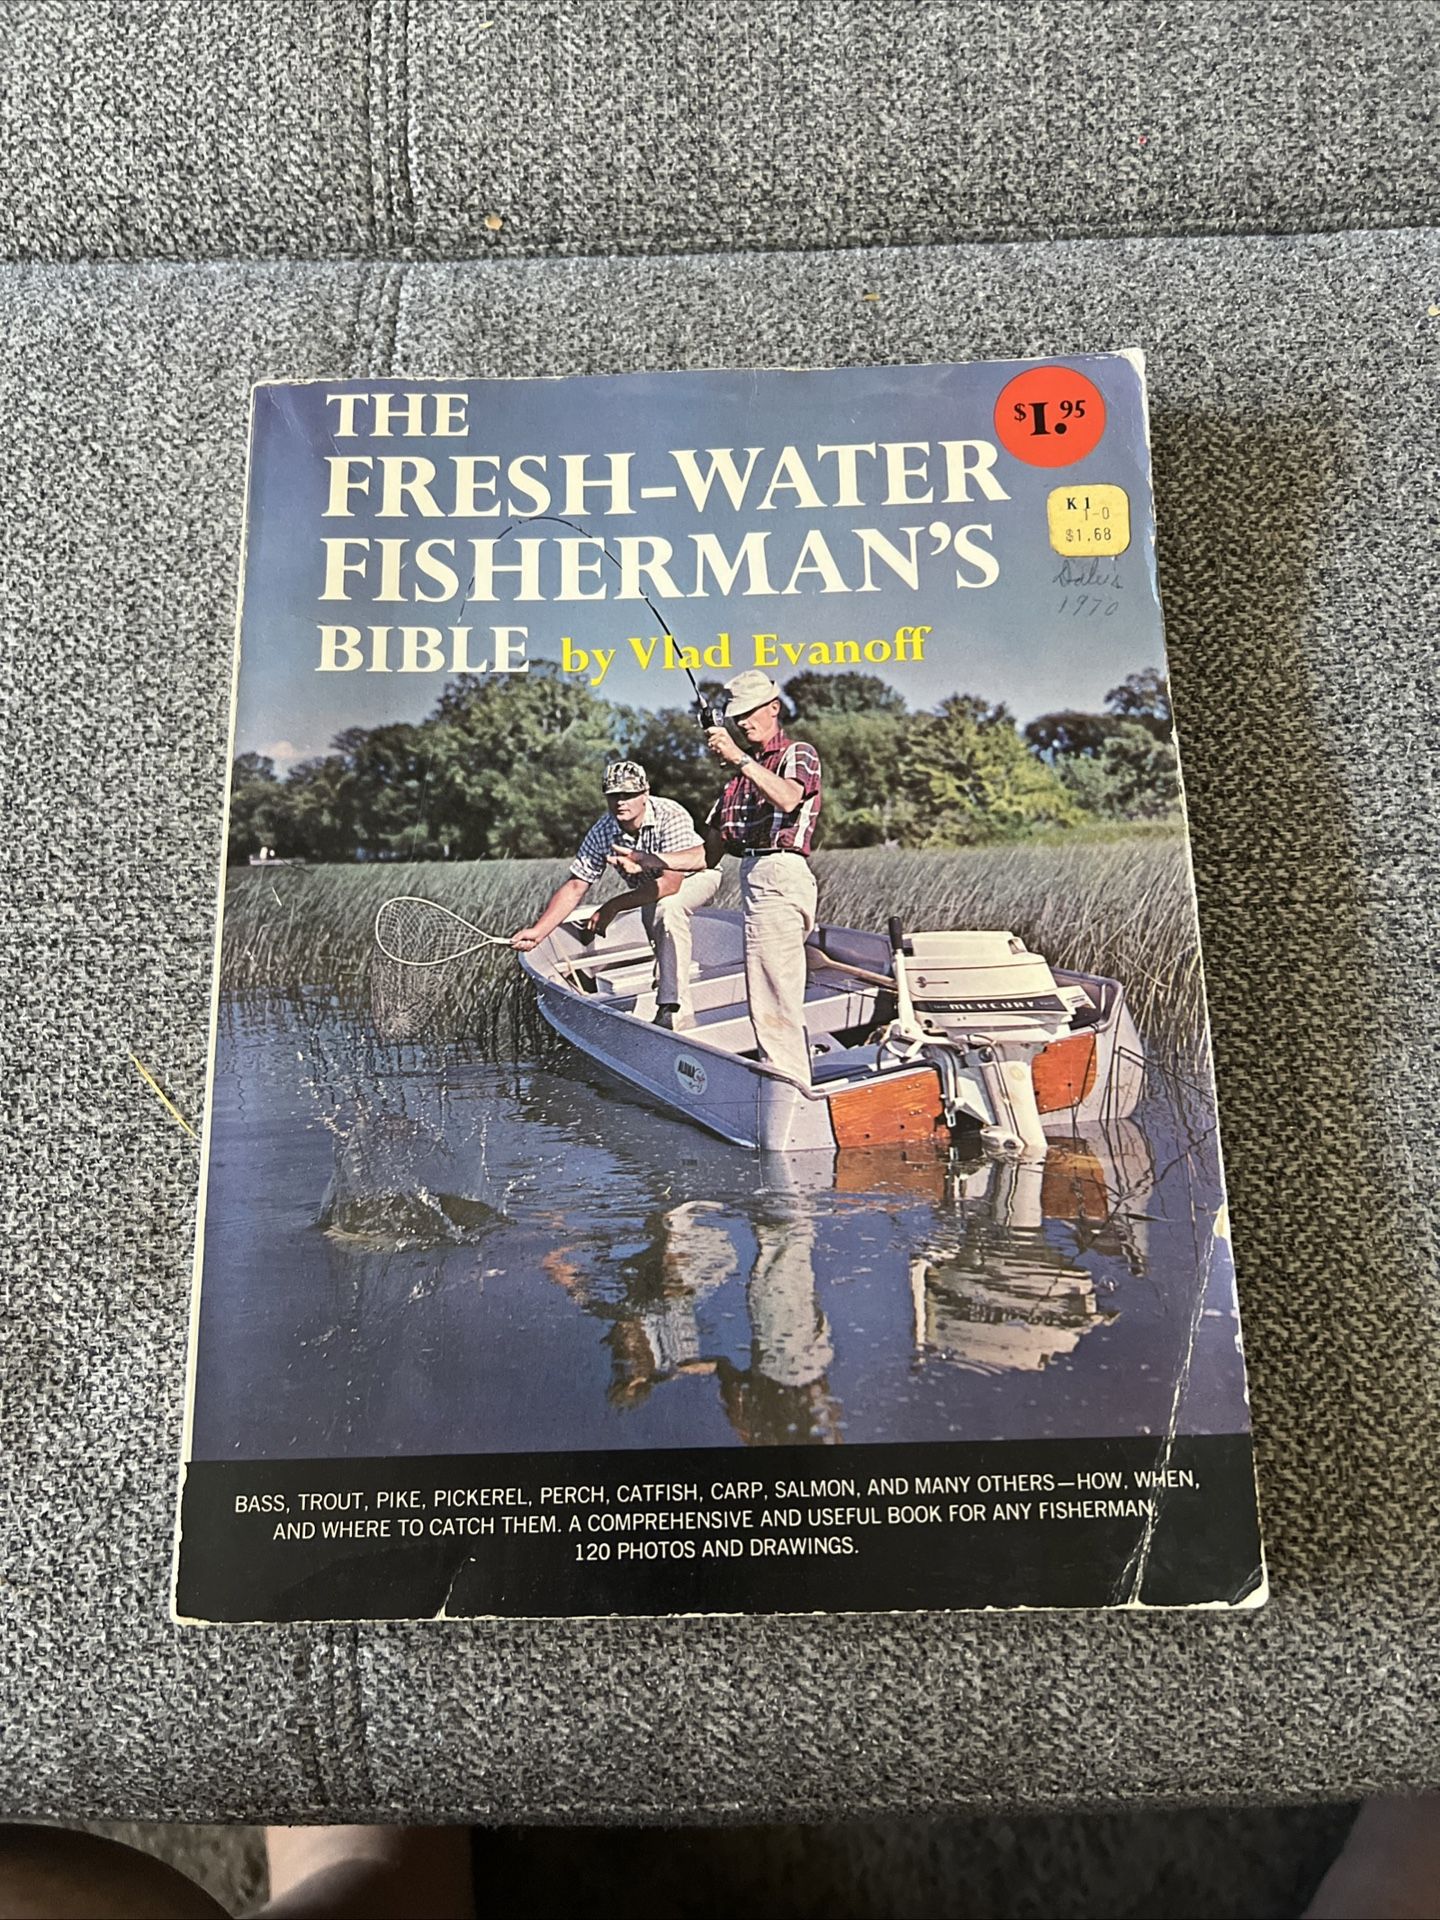 THE
FRESH-WATER
FISHERMAN'S
BIBLE by Vlad Evanoff
$1.95
K 1
1-0
$1.68
Dale's
1970
MERCURY
BASS, TROUT, PIKE, PICKEREL, PERCH, CATFISH, CARP, SALMON, AND MANY OTHERS—HOW, WHEN,
AND WHERE TO CATCH THEM. A COMPREHENSIVE AND USEFUL BOOK FOR ANY FISHERMAN.
120 PHOTOS AND DRAWINGS.